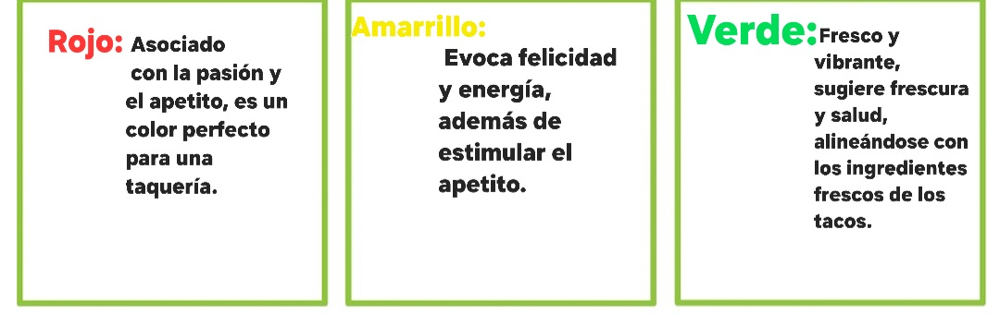 Rojo: Asociado
con la pasión y
el apetito, es un
color perfecto
para una
taquería.
Amarrillo:
Evoca felicidad
y energía,
además de
estimular el
apetito.
Verde: Fresco y
vibrante,
sugiere frescura
y salud,
alineándose con
los ingredientes
frescos de los
tacos.